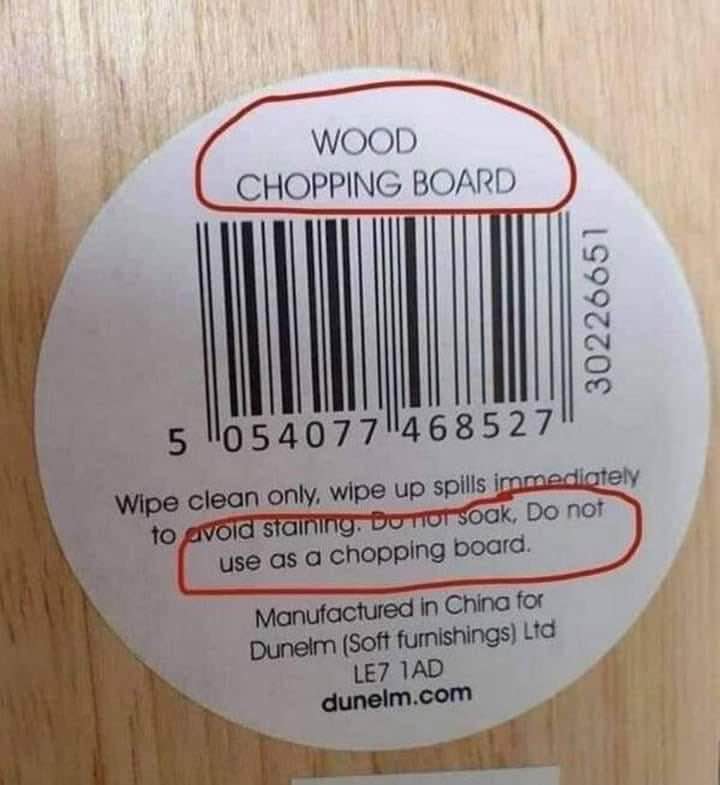 WOOD
CHOPPING BOARD
30226651
5 054077 468527
Wipe clean only, wipe up spills immediately
to avoid staining. Do not soak, Do not
use as a chopping board.
Manufactured in China for
Dunelm (Soft furnishings) Ltd
LE7 1AD
dunelm.com